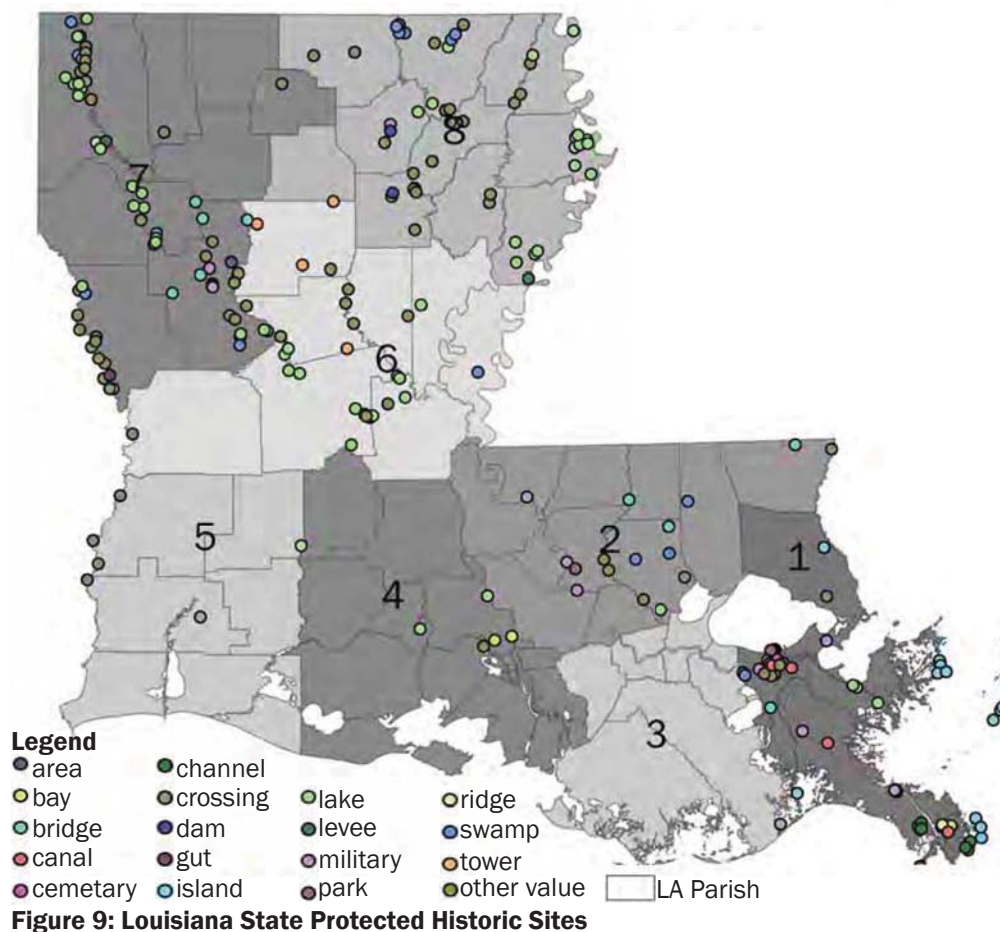 8
7
6
5
2
1
4
3
Legend
area
bay
bridge
canal
cemetary
channel
crossing
dam
gut
island
lake
levee
military
park
ridge
swamp
tower
other value
LA Parish
Figure 9: Louisiana State Protected Historic Sites